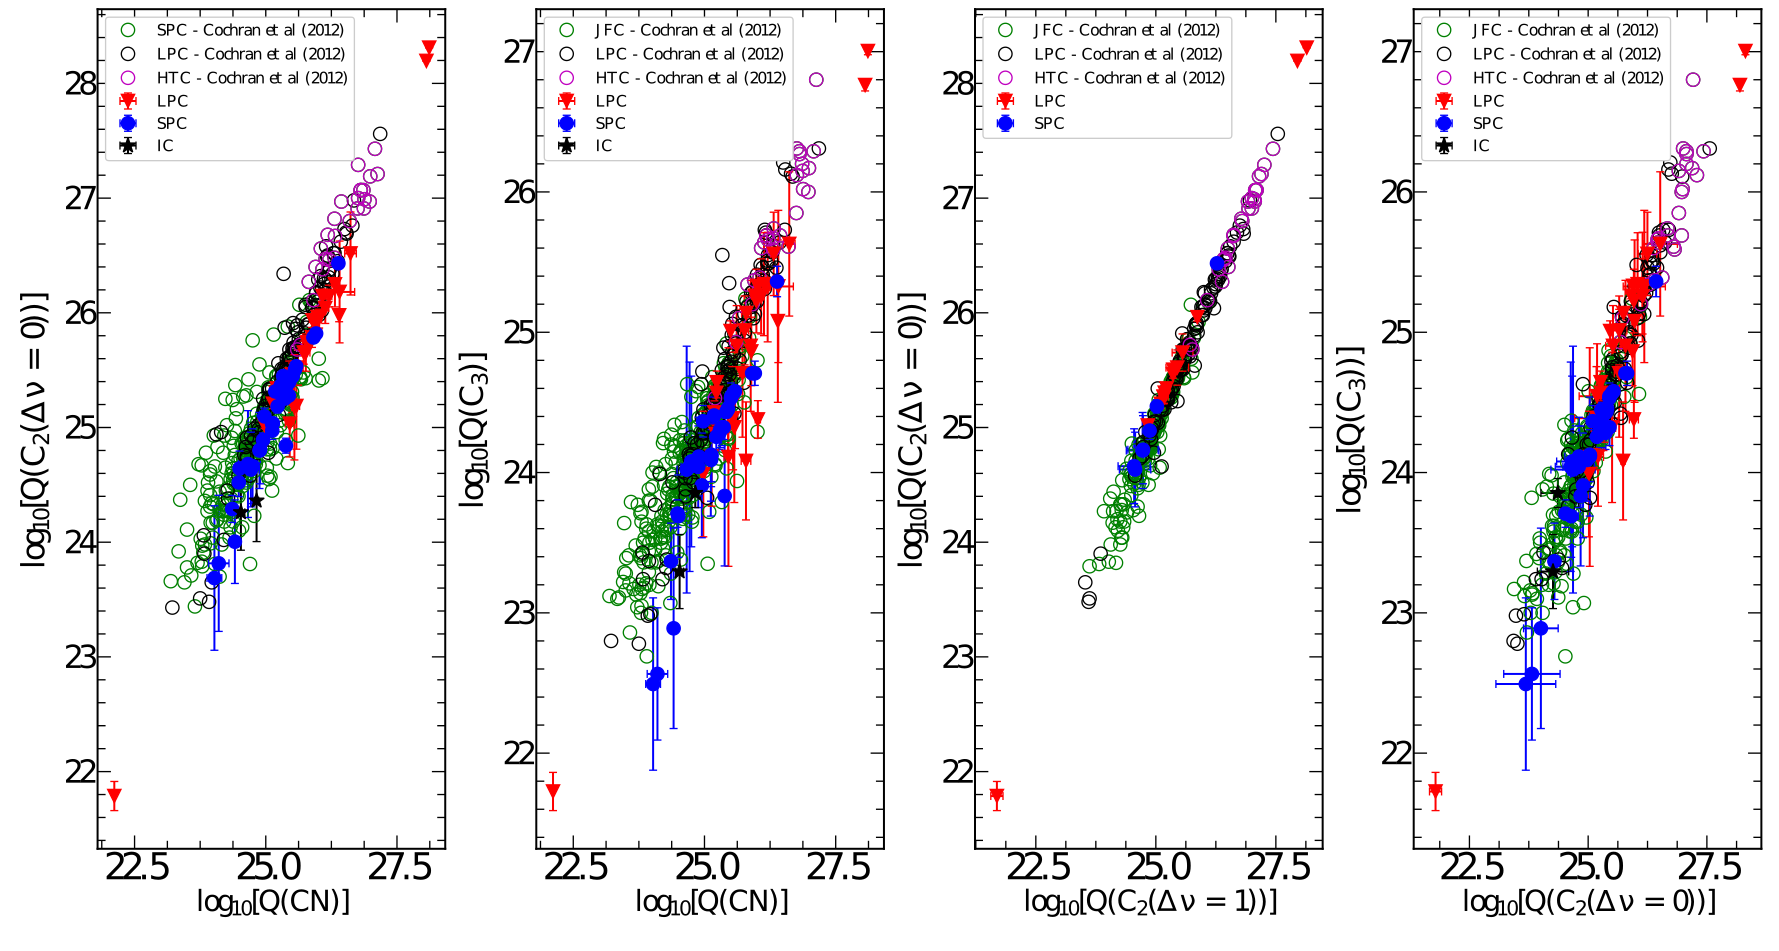 SPC - Cochran et al (2012)
LPC - Cochran et al (2012)
HTC - Cochran et al (2012)
LPC
SPC
IC
log10[Q(C2(Δν = 0))]
28
27
26
25
24
23
22
22.5 25.0 27.5
log10[Q(CN)]
JFC - Cochran et al (2012)
LPC - Cochran et al (2012)
HTC - Cochran et al (2012)
LPC
SPC
IC
log10[Q(C3)]
27
26
25
24
23
22
22.5 25.0 27.5
log10[Q(CN)]
JFC - Cochran et al (2012)
LPC - Cochran et al (2012)
HTC - Cochran et al (2012)
LPC
SPC
log10[Q(C2(Δν = 0))]
28
27
26
25
24
23
22
22.5 25.0 27.5
log10[Q(C2(Δν = 1))]
JFC - Cochran et al (2012)
LPC - Cochran et al (2012)
HTC - Cochran et al (2012)
LPC
SPC
IC
log10[Q(C3))]
27
26
25
24
23
22
22.5 25.0 27.5
log10[Q(C2(Δν = 0))]